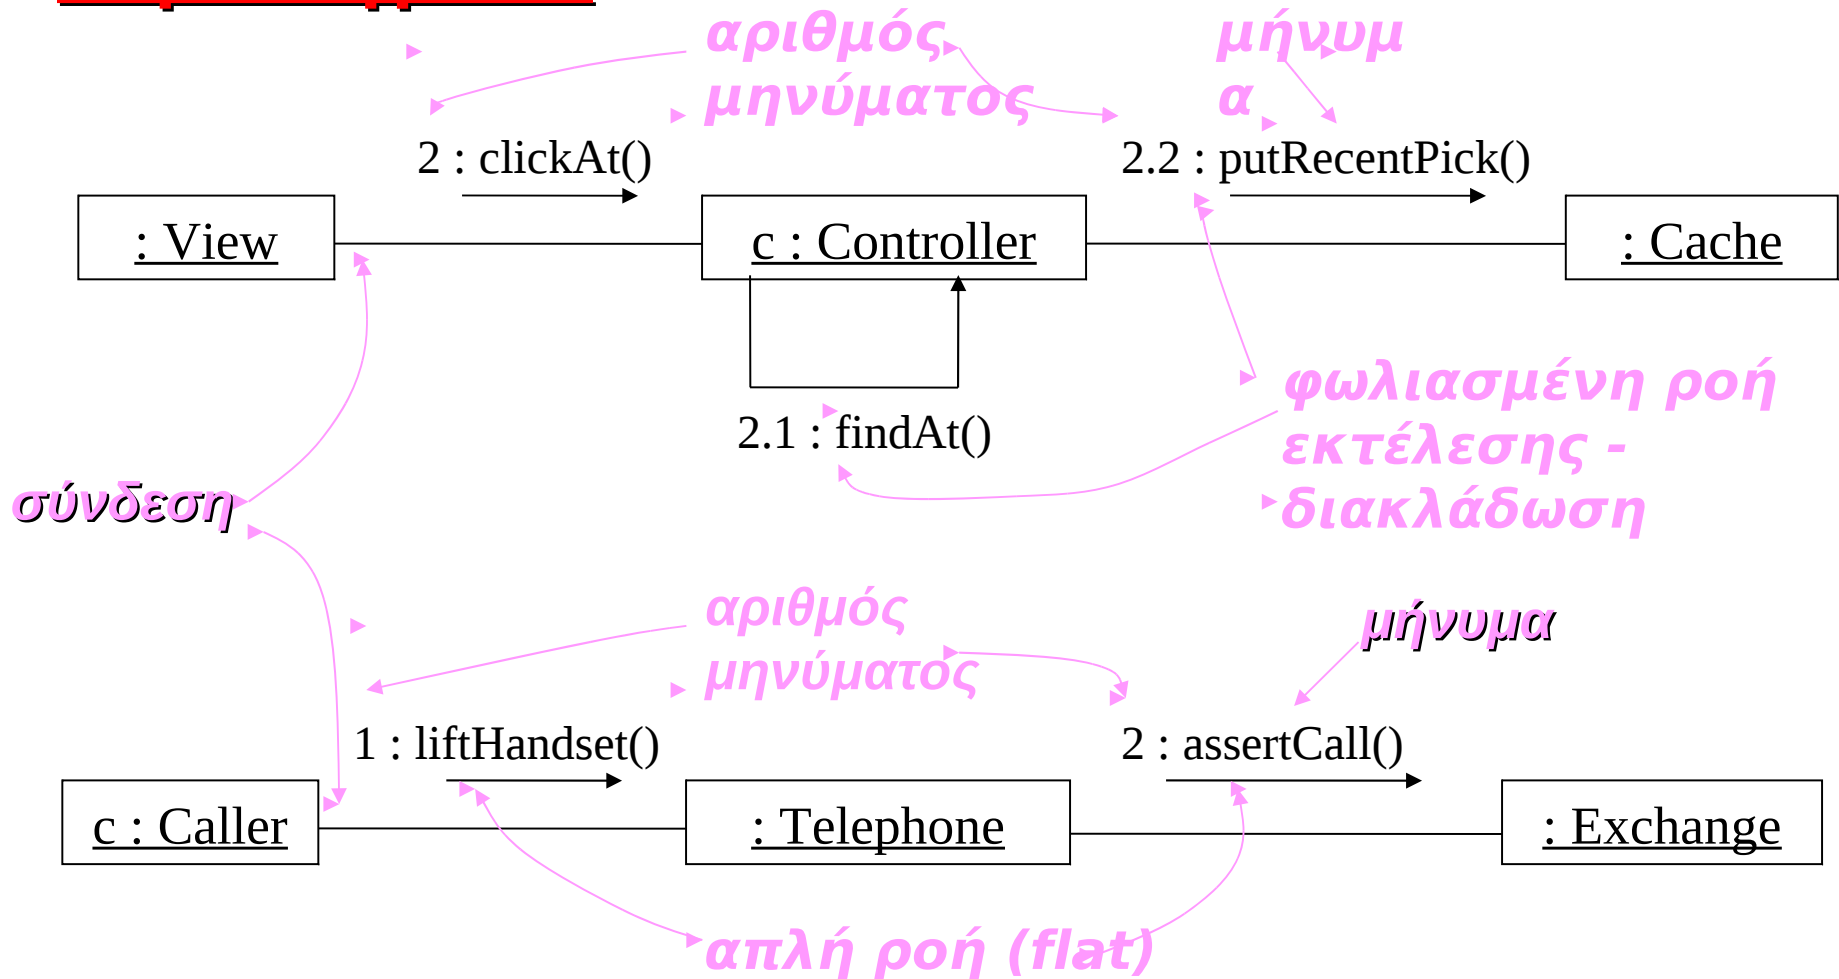 αριθμός
μηνύματος
μήνυμ
α
2 : clickAt()
2.2 : putRecentPick()
: View
c : Controller
: Cache
2.1 : findAt()
φωλιασμένη ροή
εκτέλεσης -
διακλάδωση
σύνδεση
αριθμός
μηνύματος
μήνυμα
1 : liftHandset()
2 : assertCall()
c : Caller
: Telephone
: Exchange
απλή ροή (flat)